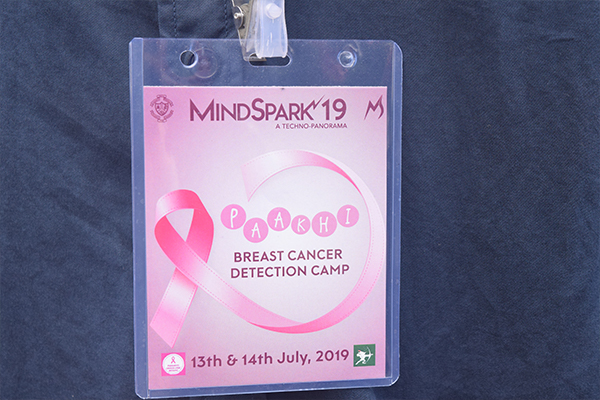 MINDSPARK'19
A TECHNO-PANORAMA
PAAKHI
BREAST CANCER
DETECTION CAMP
13th & 14th July, 2019